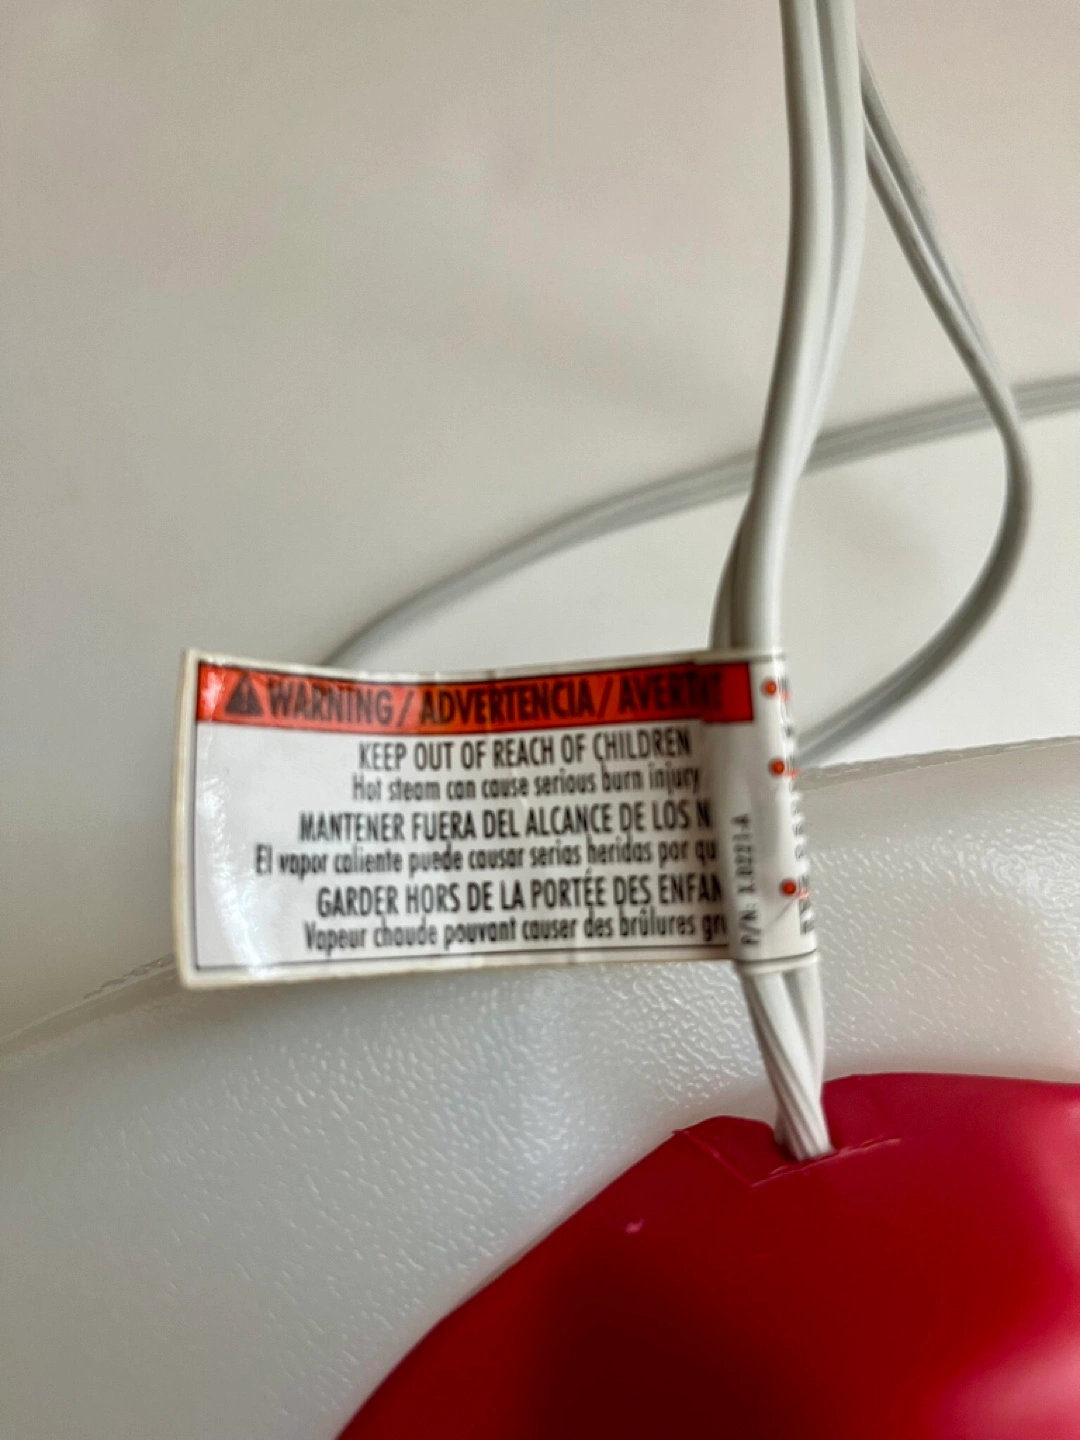 WARNING / ADVERTENCIA / AVERT
KEEP OUT OF REACH OF CHILDREN
Hot steam can cause serious burn injury
MANTENER FUERA DEL ALCANCE DE LOS N
El vapor caliente puede causar serias heridas por qu
GARDER HORS DE LA PORTÉE DES ENFAN
Vapeur chaude pouvant causer des brûlures gr
P/N: